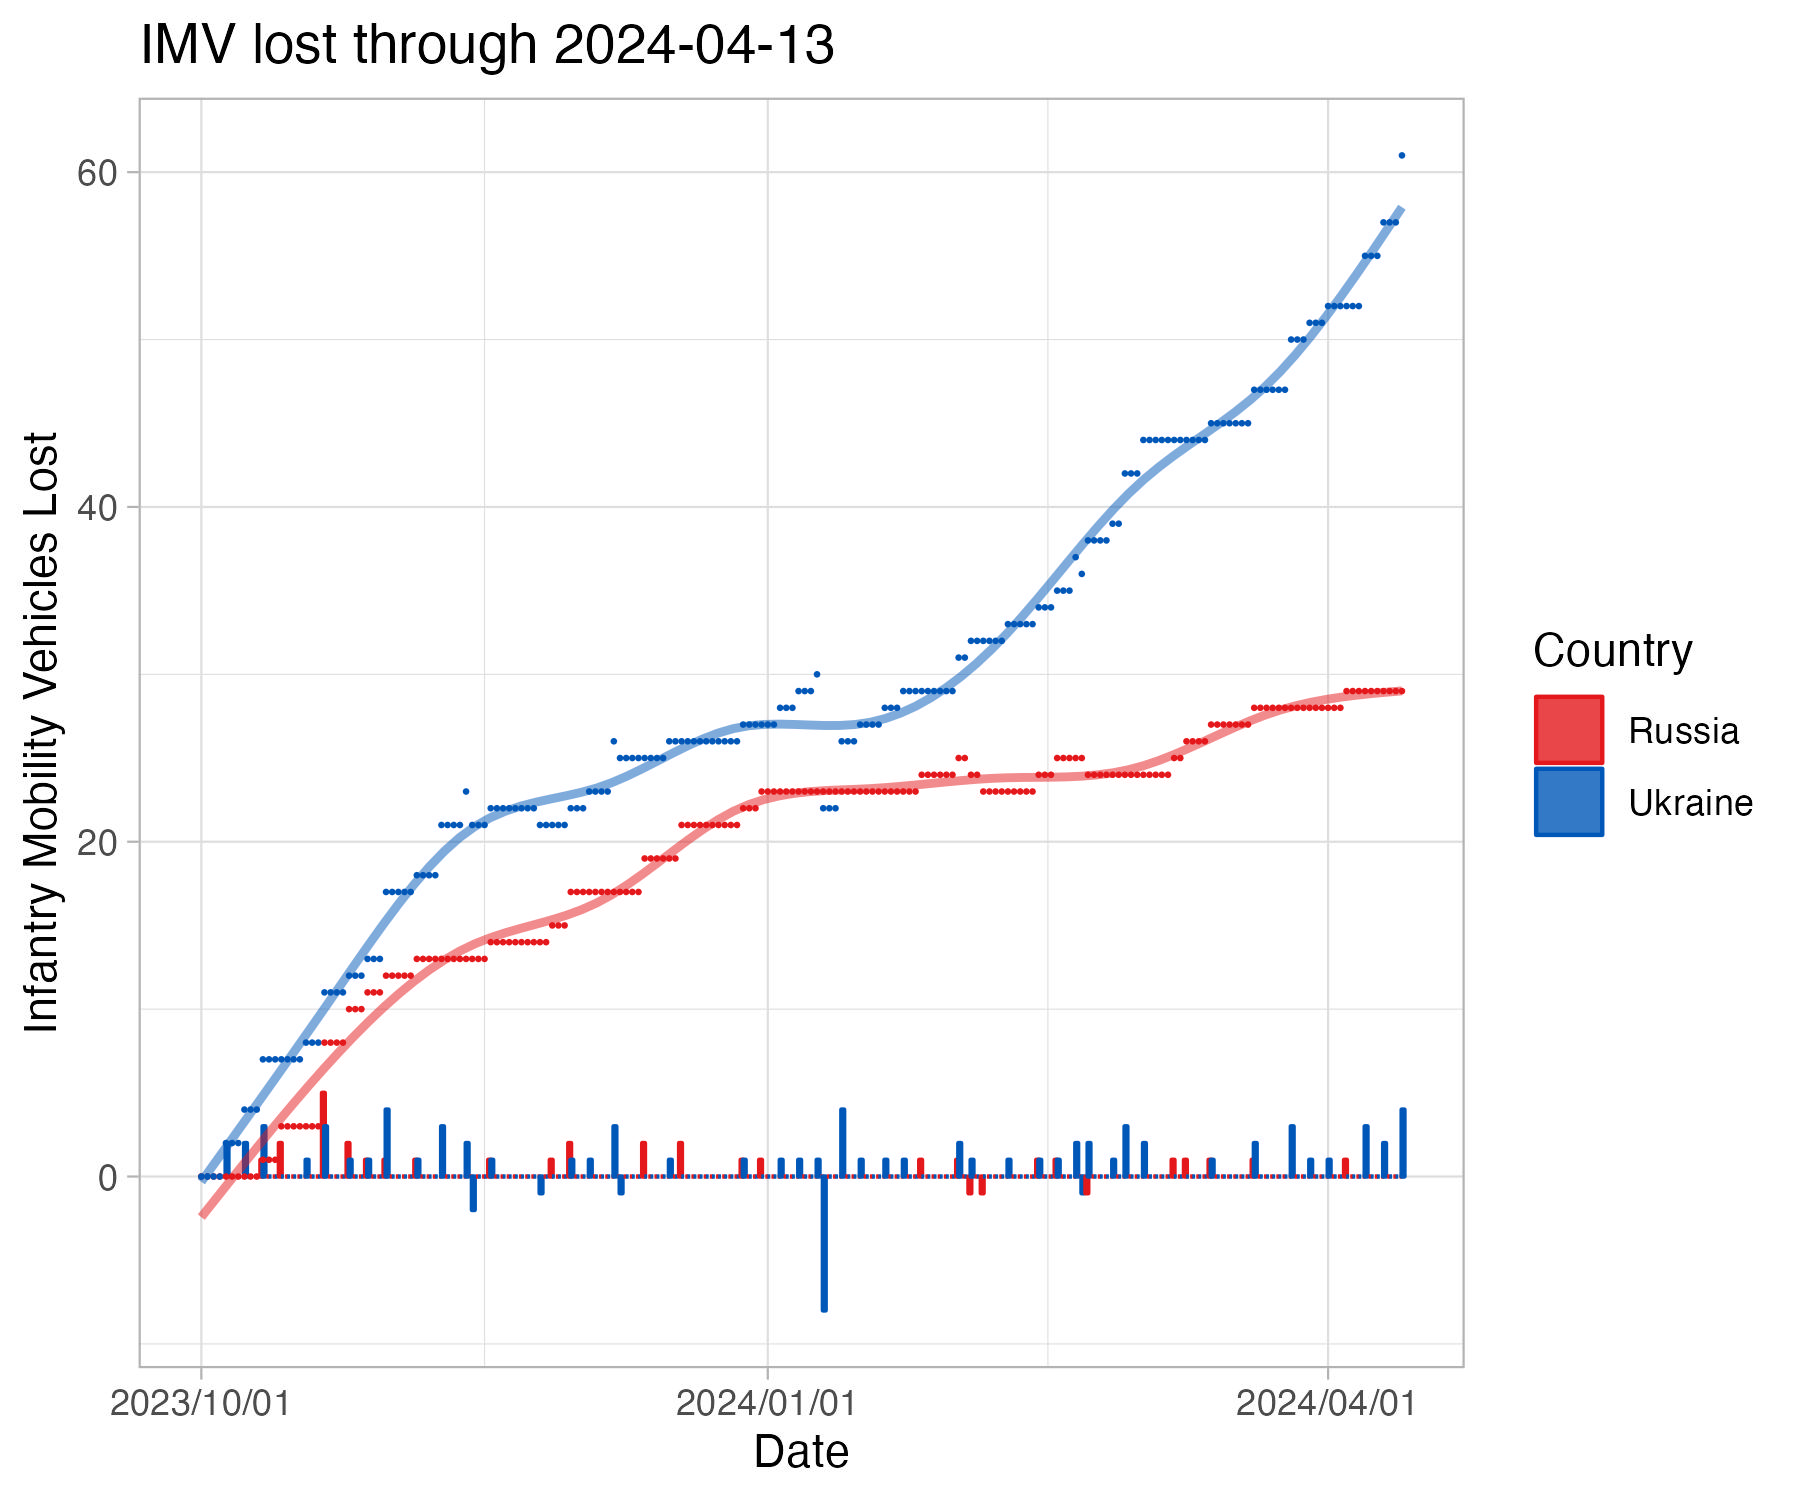 IMV lost through 2024-04-13
Infantry Mobility Vehicles Lost
60
40
20
0
2023/10/01
2024/01/01
2024/04/01
Date
Country
Russia
Ukraine